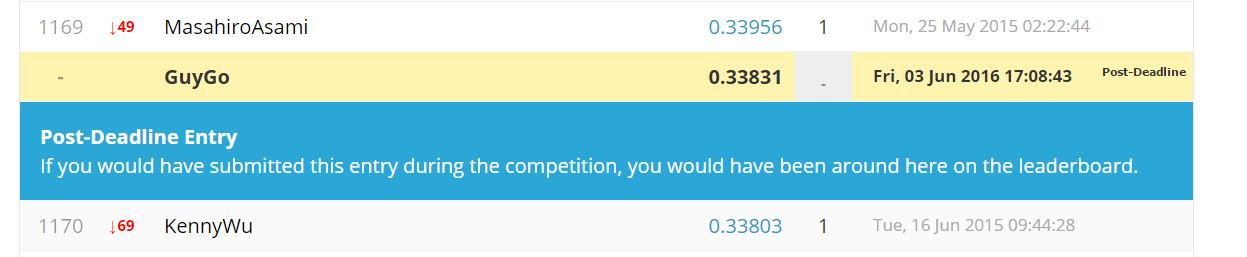 1169 ↓49 MasahiroAsami 0.33956 1 Mon, 25 May 2015 02:22:44
- GuyGo 0.33831 - Fri, 03 Jun 2016 17:08:43 Post-Deadline
Post-Deadline Entry
If you would have submitted this entry during the competition, you would have been around here on the leaderboard.
1170 ↓69 KennyWu 0.33803 1 Tue, 16 Jun 2015 09:44:28